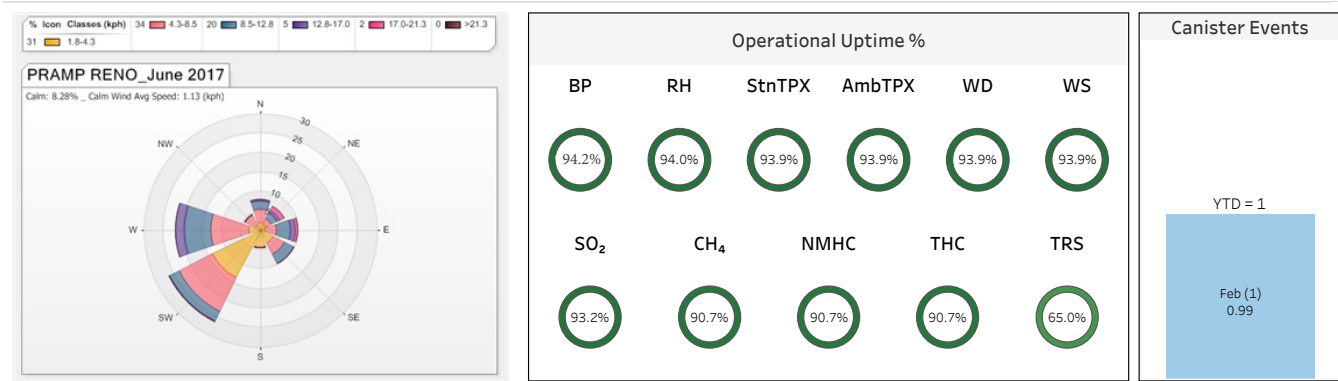 % Icon Classes (kph) 34 4.3-8.5 20 8.5-12.8 5 12.8-17.0 2 17.0-21.3 0 >21.3
31 1.8-4.3
PRAMP RENO_June 2017
Calm: 8.28% _ Calm Wind Avg Speed: 1.13 (kph)
N
30
25
20
15
10
NW
NE
W
E
SW
SE
S
Operational Uptime %
BP RH StnTPX AmbTPX WD WS
94.2% 94.0% 93.9% 93.9% 93.9% 93.9%
SO₂ CH₄ NMHC THC TRS
93.2% 90.7% 90.7% 90.7% 65.0%
Canister Events
YTD = 1
Feb (1)
0.99